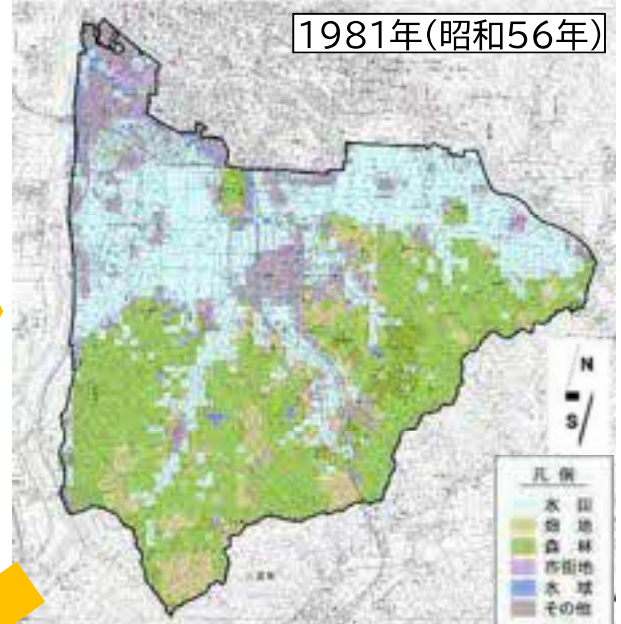 1981年(昭和56年)
N
S
凡例
水田
畑地
森林
市街地
水域
その他